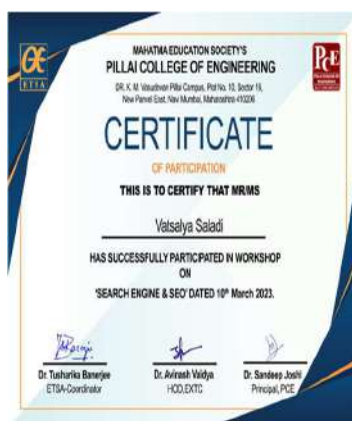 ETSA
PCE
MAHATMA EDUCATION SOCIETY'S
PILLAI COLLEGE OF ENGINEERING
DR. K. M. Vasudevan Pillai Campus, Plot No. 10, Sector 16,
New Panvel East, Navi Mumbai, Maharashtra 410206
CERTIFICATE
OF PARTICIPATION
THIS IS TO CERTIFY THAT MR/MS
Vatsalya Saladi
HAS SUCCESSFULLY PARTICIPATED IN WORKSHOP
ON
'SEARCH ENGINE & SEO' DATED 10th March 2023.
Dr. Tusharika Banerjee
ETSA-Coordinator
Dr. Avinash Vaidya
HOD,EXTC
Dr. Sandeep Joshi
Principal, PCE